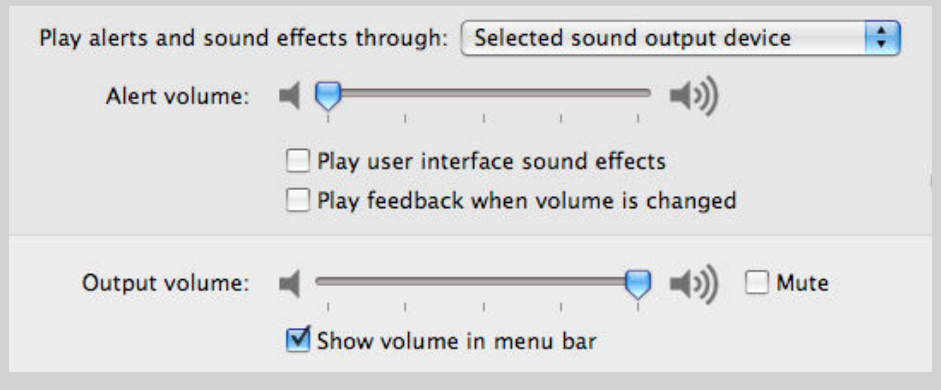 Play alerts and sound effects through: Selected sound output device
Alert volume:
Play user interface sound effects
Play feedback when volume is changed
Output volume: Mute
Show volume in menu bar